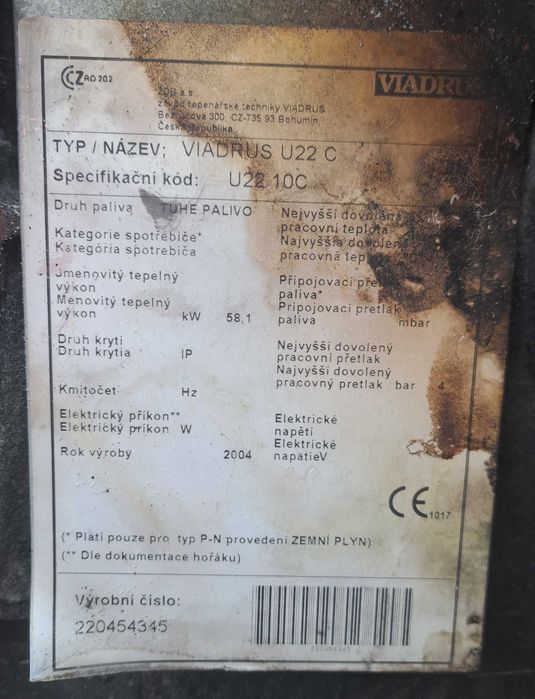 CZ AO 202
VIADRUS
ŽDB a.s.
závod topenářské techniky VIADRUS
Bezručova 300 CZ-735 93 Bohumín
Česká republika
TYP / NÁZEV: VIADRUS U22 C
Specifikační kód: U22 10C
Druh paliva TUHÉ PALIVO
Kategorie spotřebiče*
Kategória spotrebiča
Jmenovitý tepelný
výkon
Menovitý tepelný
výkon kW 58,1
Druh krytí
Druh krytia IP
Kmitočet Hz
Elektrický příkon**
Elektrický príkon W
Rok výroby 2004
Nejvyšší dovolená
pracovní teplota
Najvyššia dovolená
pracovná teplota
Připojovací přetlak
paliva*
Pripojovací pretlak
paliva mbar
Nejvyšší dovolený
pracovní přetlak
Najvyšší dovolený
pracovný pretlak bar 4
Elektrické
napětí
Elektrické
napätieV
CE 1017
(* Platí pouze pro typ P-N provedení ZEMNÍ PLYN)
(** Dle dokumentace hořáku)
Výrobní číslo:
220454345
220454345